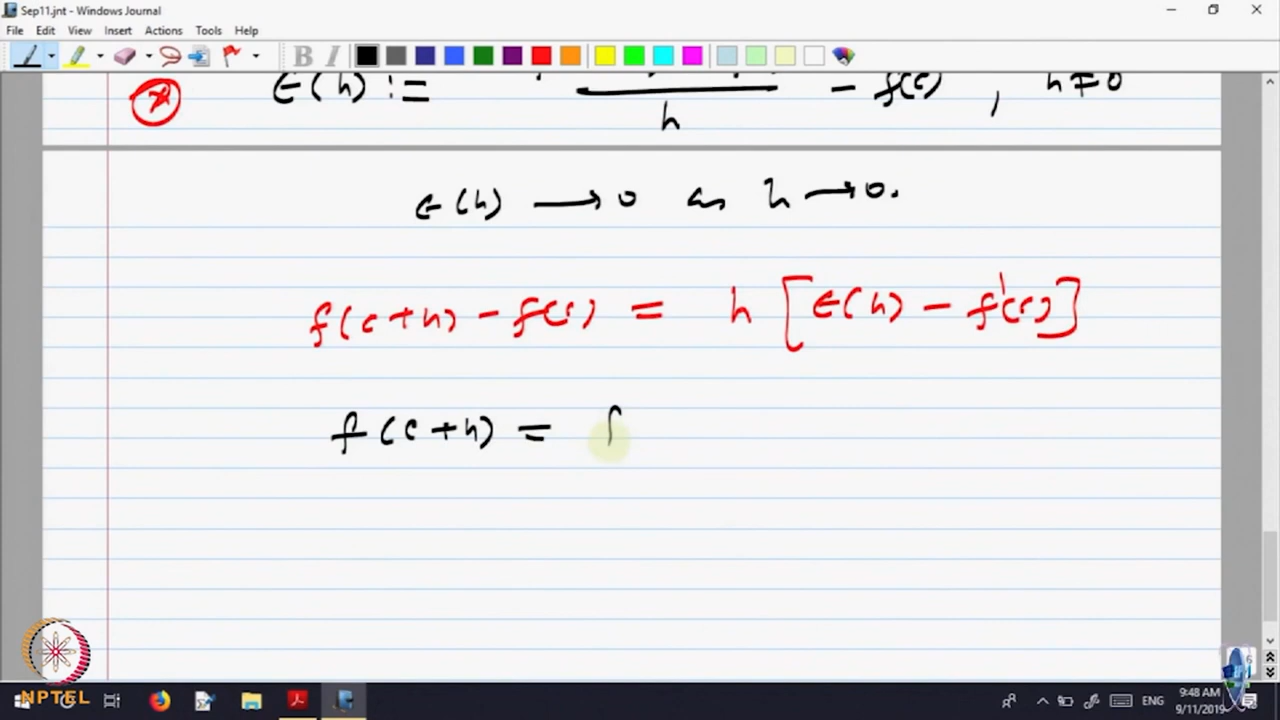 Sep11.jnt - Windows Journal
File Edit View Insert Actions Tools Help
B I
∈(h) := h - f(c), h≠0
∈(h) → 0 as h → 0.
f(c+h) - f(c) = h [∈(h) - f'(c)]
f(c+h) =
NPTEL
ENG
9:48 AM
9/11/2019